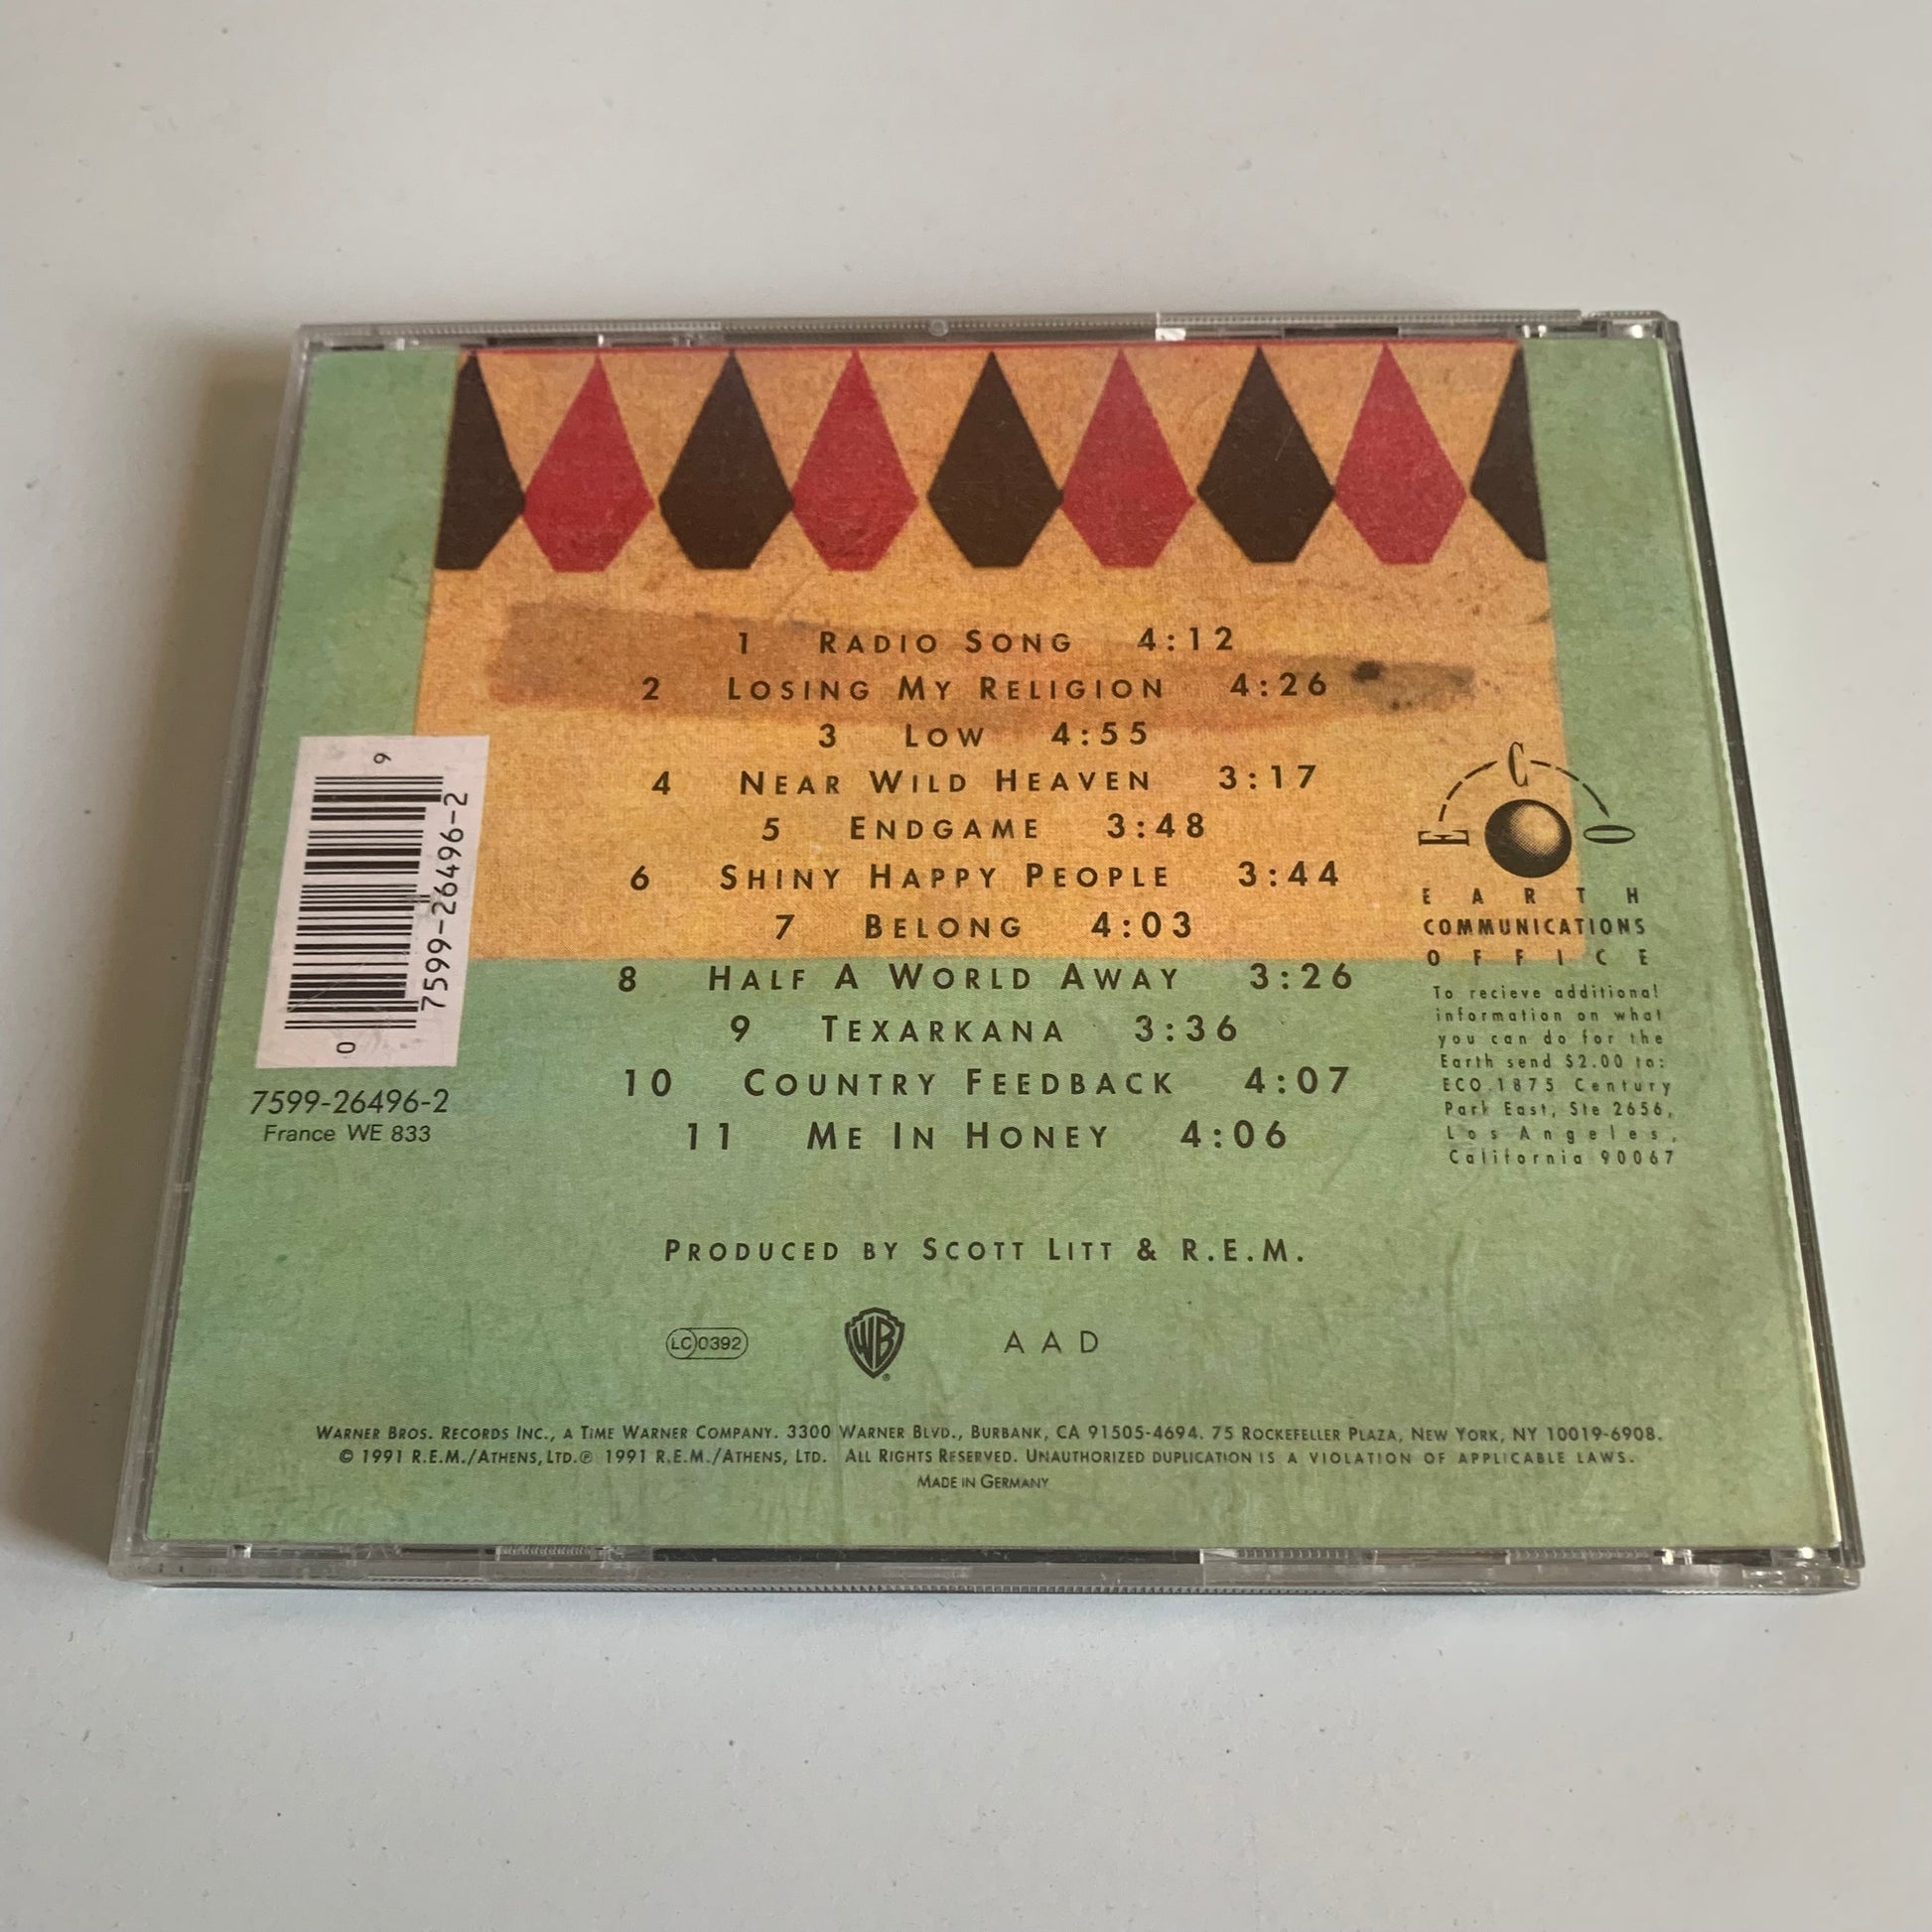 1 RADIO SONG 4:12
2 LOSING MY RELIGION 4:26
3 LOW 4:55
4 NEAR WILD HEAVEN 3:17
5 ENDGAME 3:48
6 SHINY HAPPY PEOPLE 3:44
7 BELONG 4:03
8 HALF A WORLD AWAY 3:26
9 TEXARKANA 3:36
10 COUNTRY FEEDBACK 4:07
11 ME IN HONEY 4:06
9
7599-26496-2
0
7599-26496-2
France WE 833
E C O
EARTH
COMMUNICATIONS
OFFICE
To recieve additional
information on what
you can do for the
Earth send $2.00 to:
ECO,1875 Century
Park East, Ste 2656,
Los Angeles,
California 90067
PRODUCED BY SCOTT LITT & R.E.M.
LC 0392
WB
AAD
WARNER BROS. RECORDS INC., A TIME WARNER COMPANY. 3300 WARNER BLVD., BURBANK, CA 91505-4694. 75 ROCKEFELLER PLAZA, NEW YORK, NY 10019-6908.
© 1991 R.E.M./ATHENS, LTD. ℗ 1991 R.E.M./ATHENS, LTD. ALL RIGHTS RESERVED. UNAUTHORIZED DUPLICATION IS A VIOLATION OF APPLICABLE LAWS.
MADE IN GERMANY